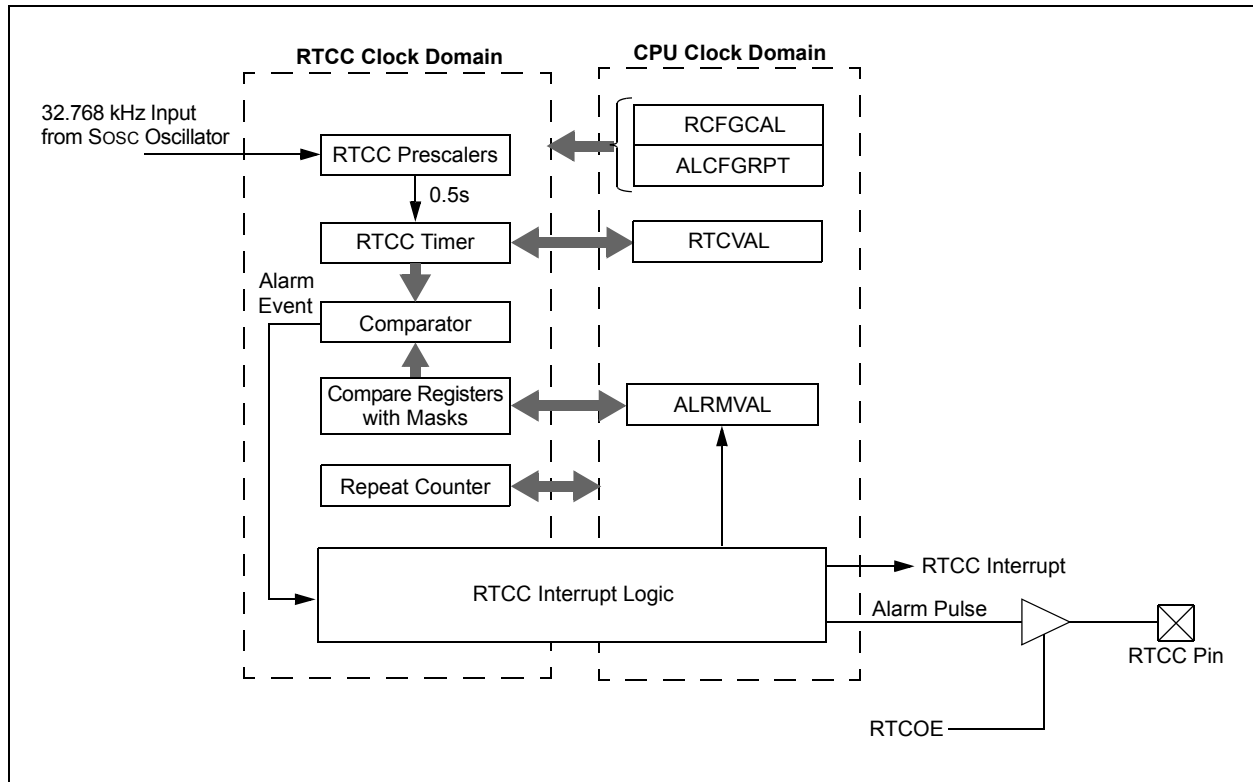 RTCC Clock Domain
CPU Clock Domain
32.768 kHz Input
from SOSC Oscillator
RTCC Prescalers
RCFGCAL
ALCFGRPT
0.5s
RTCC Timer
RTCVAL
Alarm
Event
Comparator
Compare Registers
with Masks
ALRMVAL
Repeat Counter
RTCC Interrupt Logic
RTCC Interrupt
Alarm Pulse
RTCC Pin
RTCOE